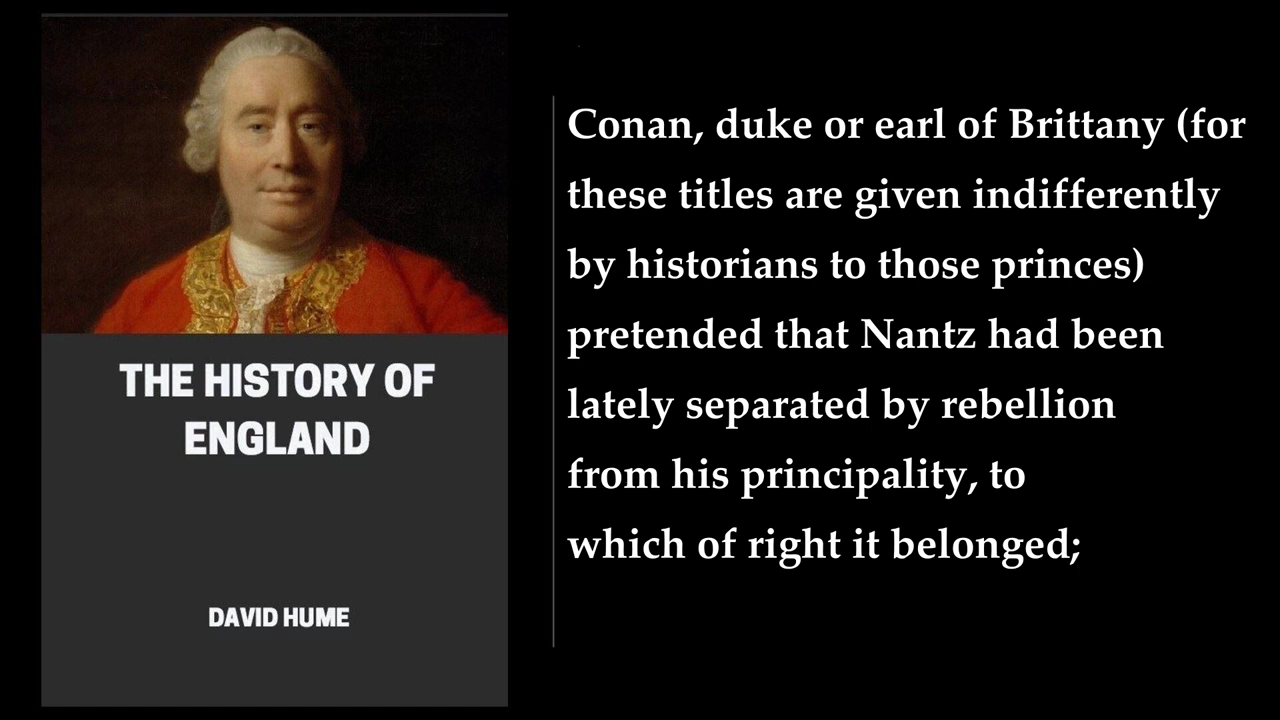 THE HISTORY OF
ENGLAND
DAVID HUME
Conan, duke or earl of Brittany (for
these titles are given indifferently
by historians to those princes)
pretended that Nantz had been
lately separated by rebellion
from his principality, to
which of right it belonged;